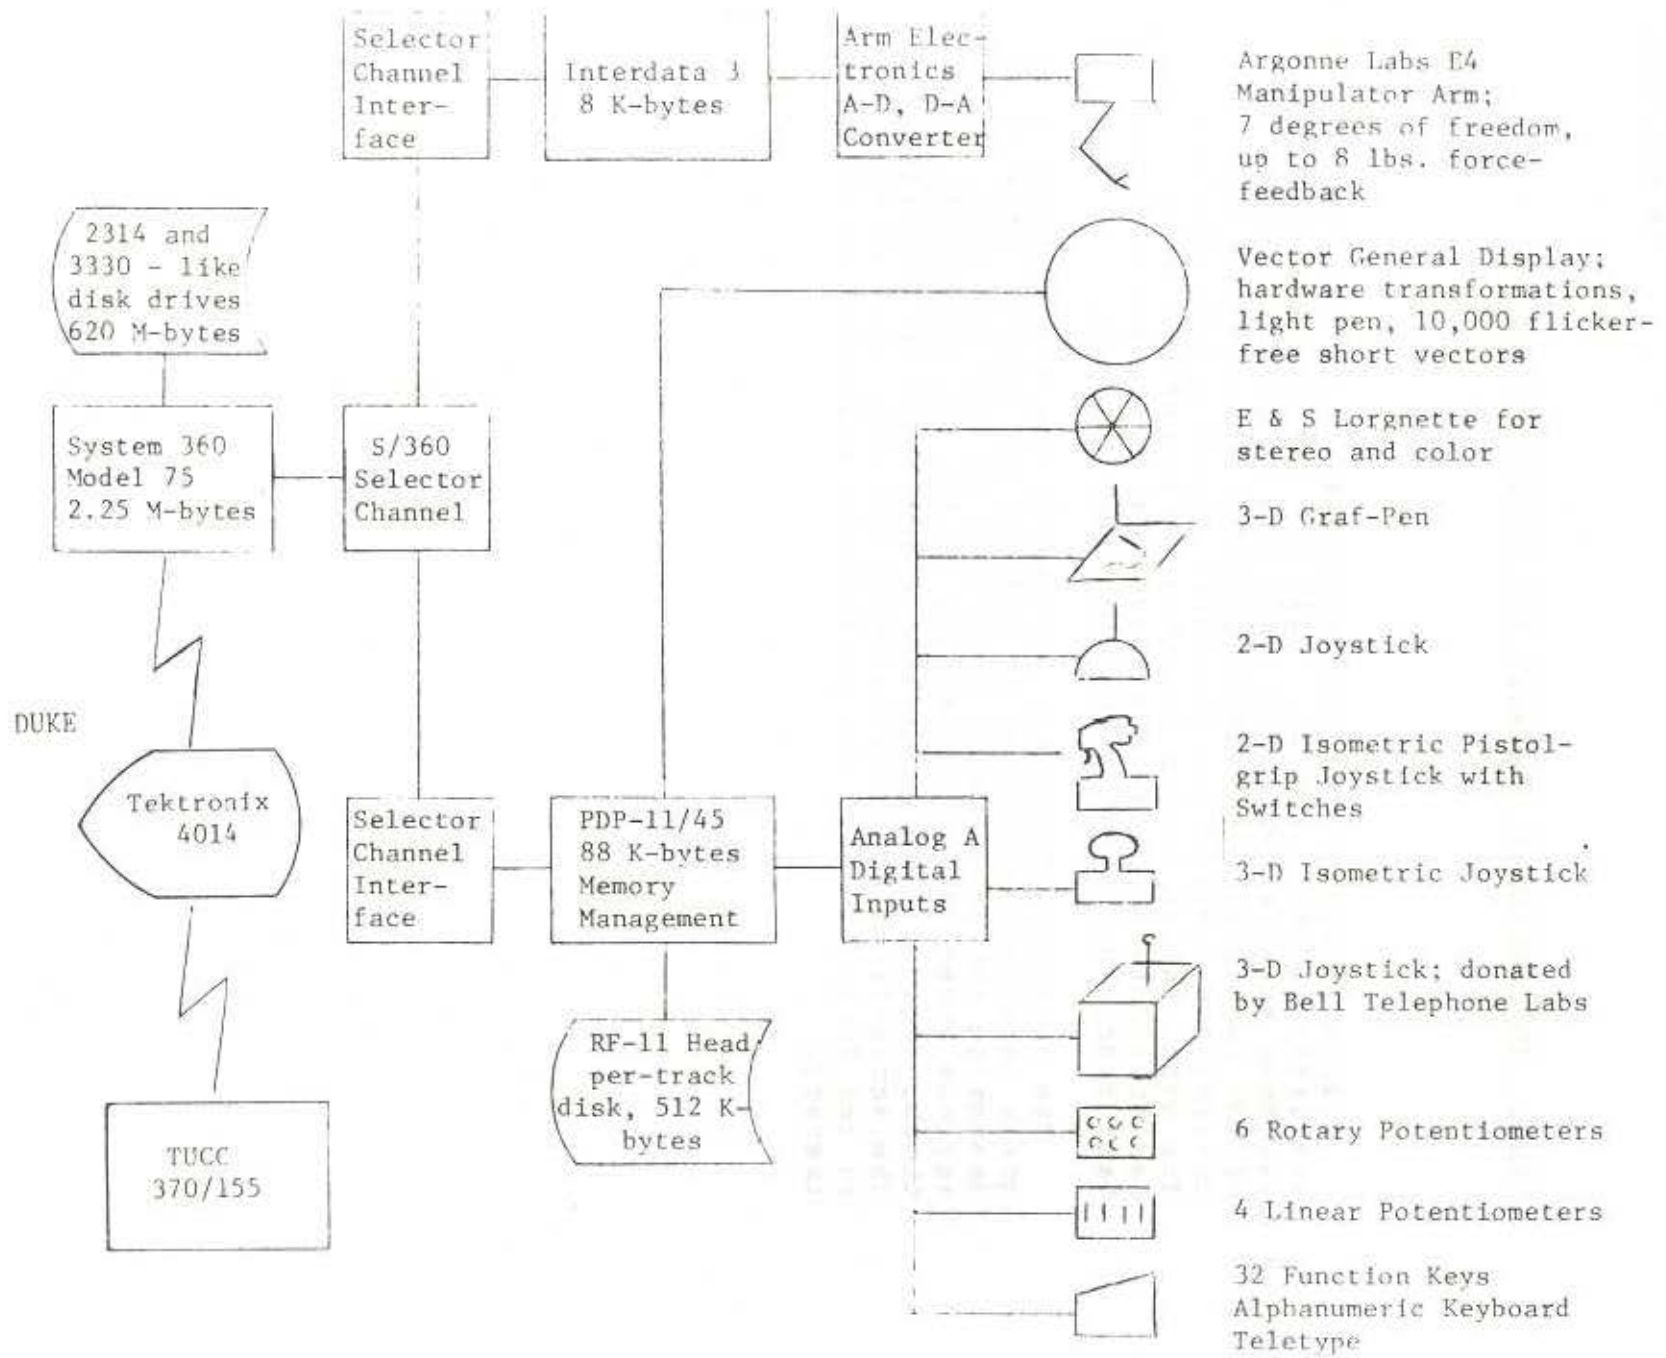 Selector
Channel
Inter-
face
Interdata 3
8 K-bytes
Arm Elec-
tronics
A-D, D-A
Converter
Argonne Labs E4
Manipulator Arm;
7 degrees of freedom,
up to 8 lbs. force-
feedback
2314 and
3330 - like
disk drives
620 M-bytes
Vector General Display;
hardware transformations,
light pen, 10,000 flicker-
free short vectors
System 360
Model 75
2.25 M-bytes
S/360
Selector
Channel
E & S Lorgnette for
stereo and color
3-D Graf-Pen
2-D Joystick
DUKE
Tektronix
4014
2-D Isometric Pistol-
grip Joystick with
Switches
Selector
Channel
Inter-
face
PDP-11/45
88 K-bytes
Memory
Management
Analog A
Digital
Inputs
3-D Isometric Joystick
3-D Joystick; donated
by Bell Telephone Labs
RF-11 Head
per-track
disk, 512 K-
bytes
6 Rotary Potentiometers
TUCC
370/155
4 Linear Potentiometers
32 Function Keys
Alphanumeric Keyboard
Teletype